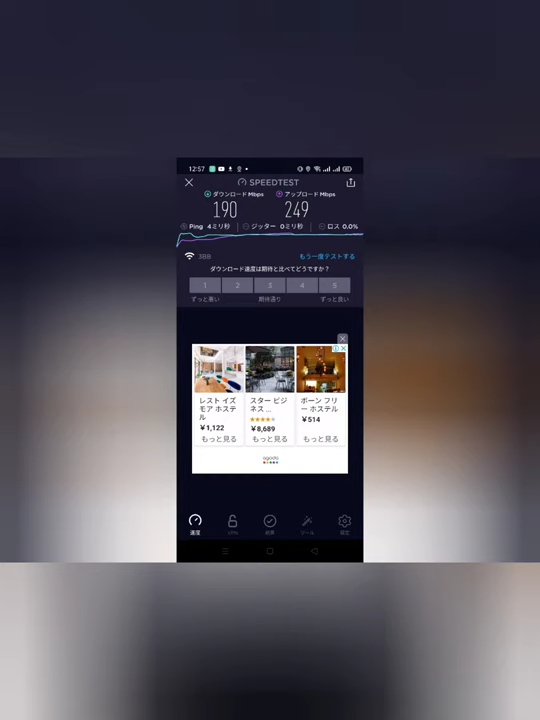 12:57
SPEEDTEST
ダウンロード Mbps アップロード Mbps
190 249
Ping 4ミリ秒 ジッター 0ミリ秒 ロス 0.0%
3BB もう一度テストする
ダウンロード速度は期待と比べてどうですか？
1 2 3 4 5
ずっと悪い 期待通り ずっと良い
レスト イズ モア ホステル
¥1,122
もっと見る
スター ビジネス ...
¥8,689
もっと見る
ボーン フリー ホステル
¥514
もっと見る
agoda
速度 VPN 結果 ツール 設定